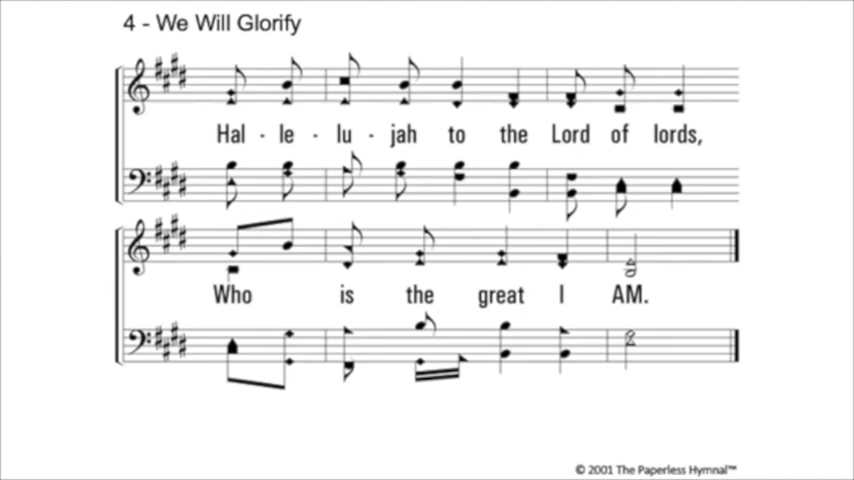 4 - We Will Glorify
Hal - le - lu - jah to the Lord of lords,
Who is the great I AM.
© 2001 The Paperless Hymnal™